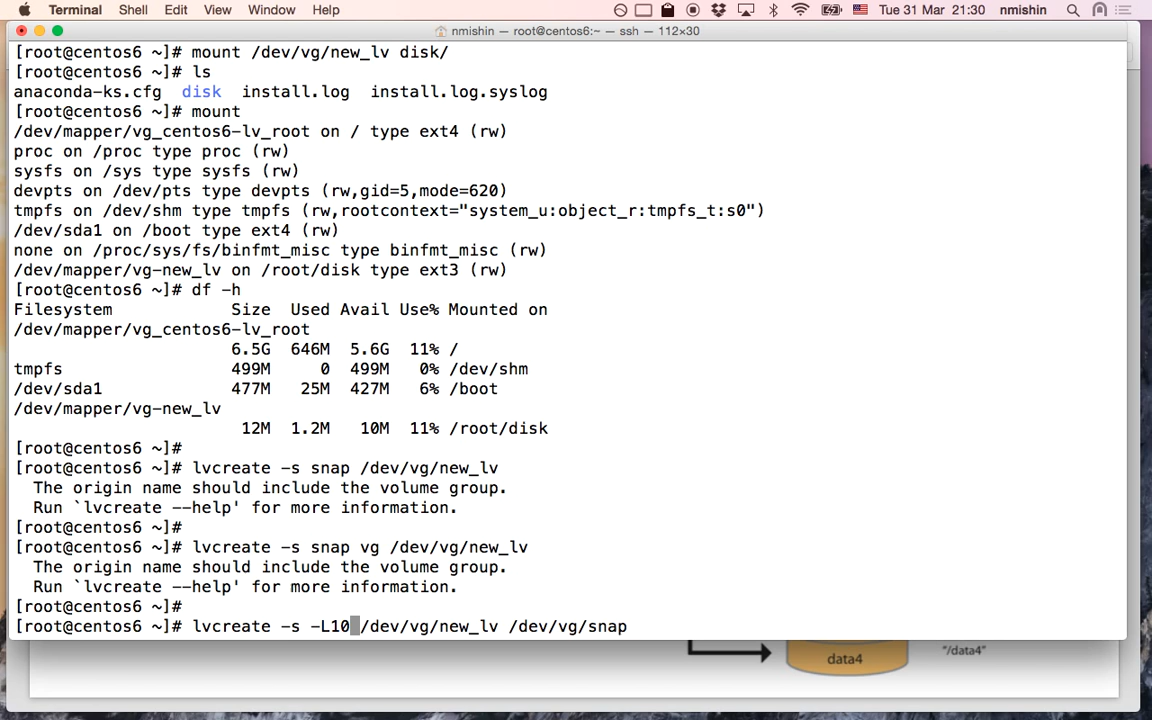 Terminal Shell Edit View Window Help Tue 31 Mar 21:30 nmishin
nmishin — root@centos6:~ — ssh — 112×30
[root@centos6 ~]# mount /dev/vg/new_lv disk/
[root@centos6 ~]# ls
anaconda-ks.cfg disk install.log install.log.syslog
[root@centos6 ~]# mount
/dev/mapper/vg_centos6-lv_root on / type ext4 (rw)
proc on /proc type proc (rw)
sysfs on /sys type sysfs (rw)
devpts on /dev/pts type devpts (rw,gid=5,mode=620)
tmpfs on /dev/shm type tmpfs (rw,rootcontext="system_u:object_r:tmpfs_t:s0")
/dev/sda1 on /boot type ext4 (rw)
none on /proc/sys/fs/binfmt_misc type binfmt_misc (rw)
/dev/mapper/vg-new_lv on /root/disk type ext3 (rw)
[root@centos6 ~]# df -h
Filesystem Size Used Avail Use% Mounted on
/dev/mapper/vg_centos6-lv_root
6.5G 646M 5.6G 11% /
tmpfs 499M 0 499M 0% /dev/shm
/dev/sda1 477M 25M 427M 6% /boot
/dev/mapper/vg-new_lv
12M 1.2M 10M 11% /root/disk
[root@centos6 ~]#
[root@centos6 ~]# lvcreate -s snap /dev/vg/new_lv
The origin name should include the volume group.
Run `lvcreate --help' for more information.
[root@centos6 ~]#
[root@centos6 ~]# lvcreate -s snap vg /dev/vg/new_lv
The origin name should include the volume group.
Run `lvcreate --help' for more information.
[root@centos6 ~]#
[root@centos6 ~]# lvcreate -s -L10 /dev/vg/new_lv /dev/vg/snap
data4 "/data4"